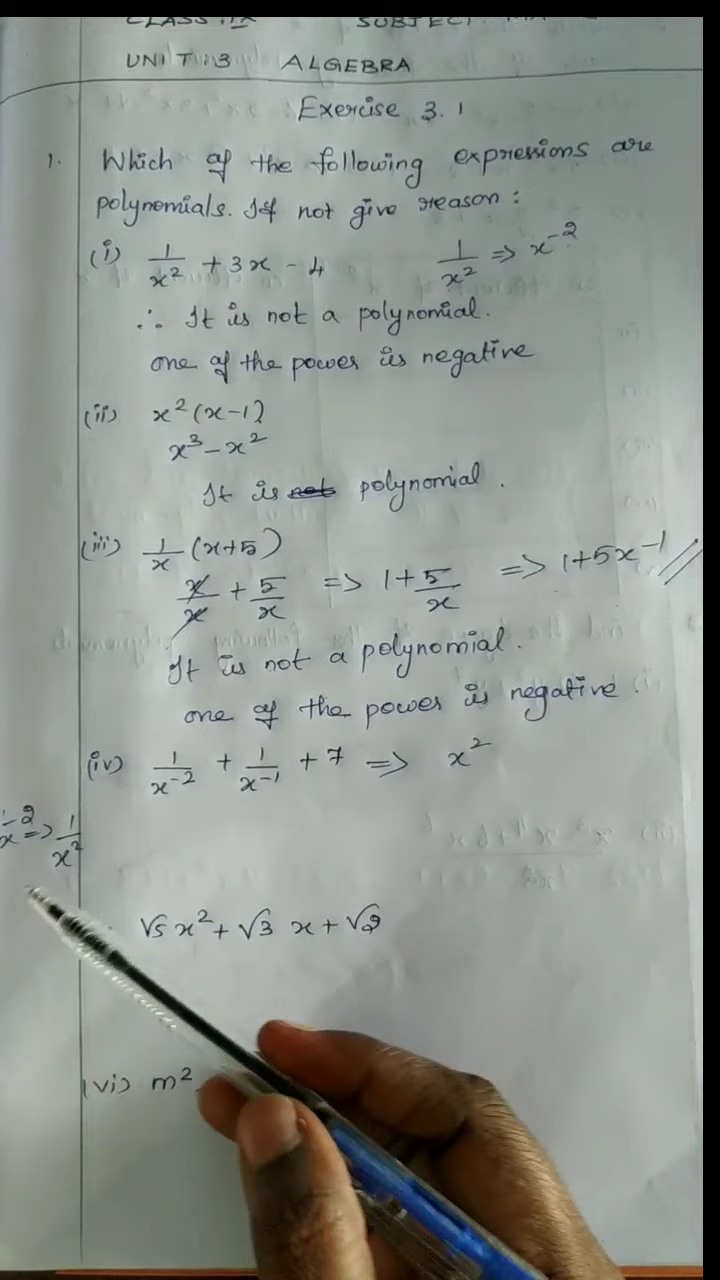 UNIT:3 ALGEBRA
Exercise 3.1
1. Which of the following expressions are
polynomials. If not give reason:
(i) 1/x² + 3x - 4 1/x² => x⁻²
∴ It is not a polynomial.
one of the power is negative
(ii) x²(x-1)
x³-x²
It is not polynomial.
(iii) 1/x (x+5)
x/x + 5/x => 1+5/x => 1+5x⁻¹//
It is not a polynomial.
one of the power is negative.
(iv) 1/x⁻² + 1/x⁻¹ + 7 => x²
x⁻² => 1/x²
√5 x² + √3 x + √2
(vi) m²